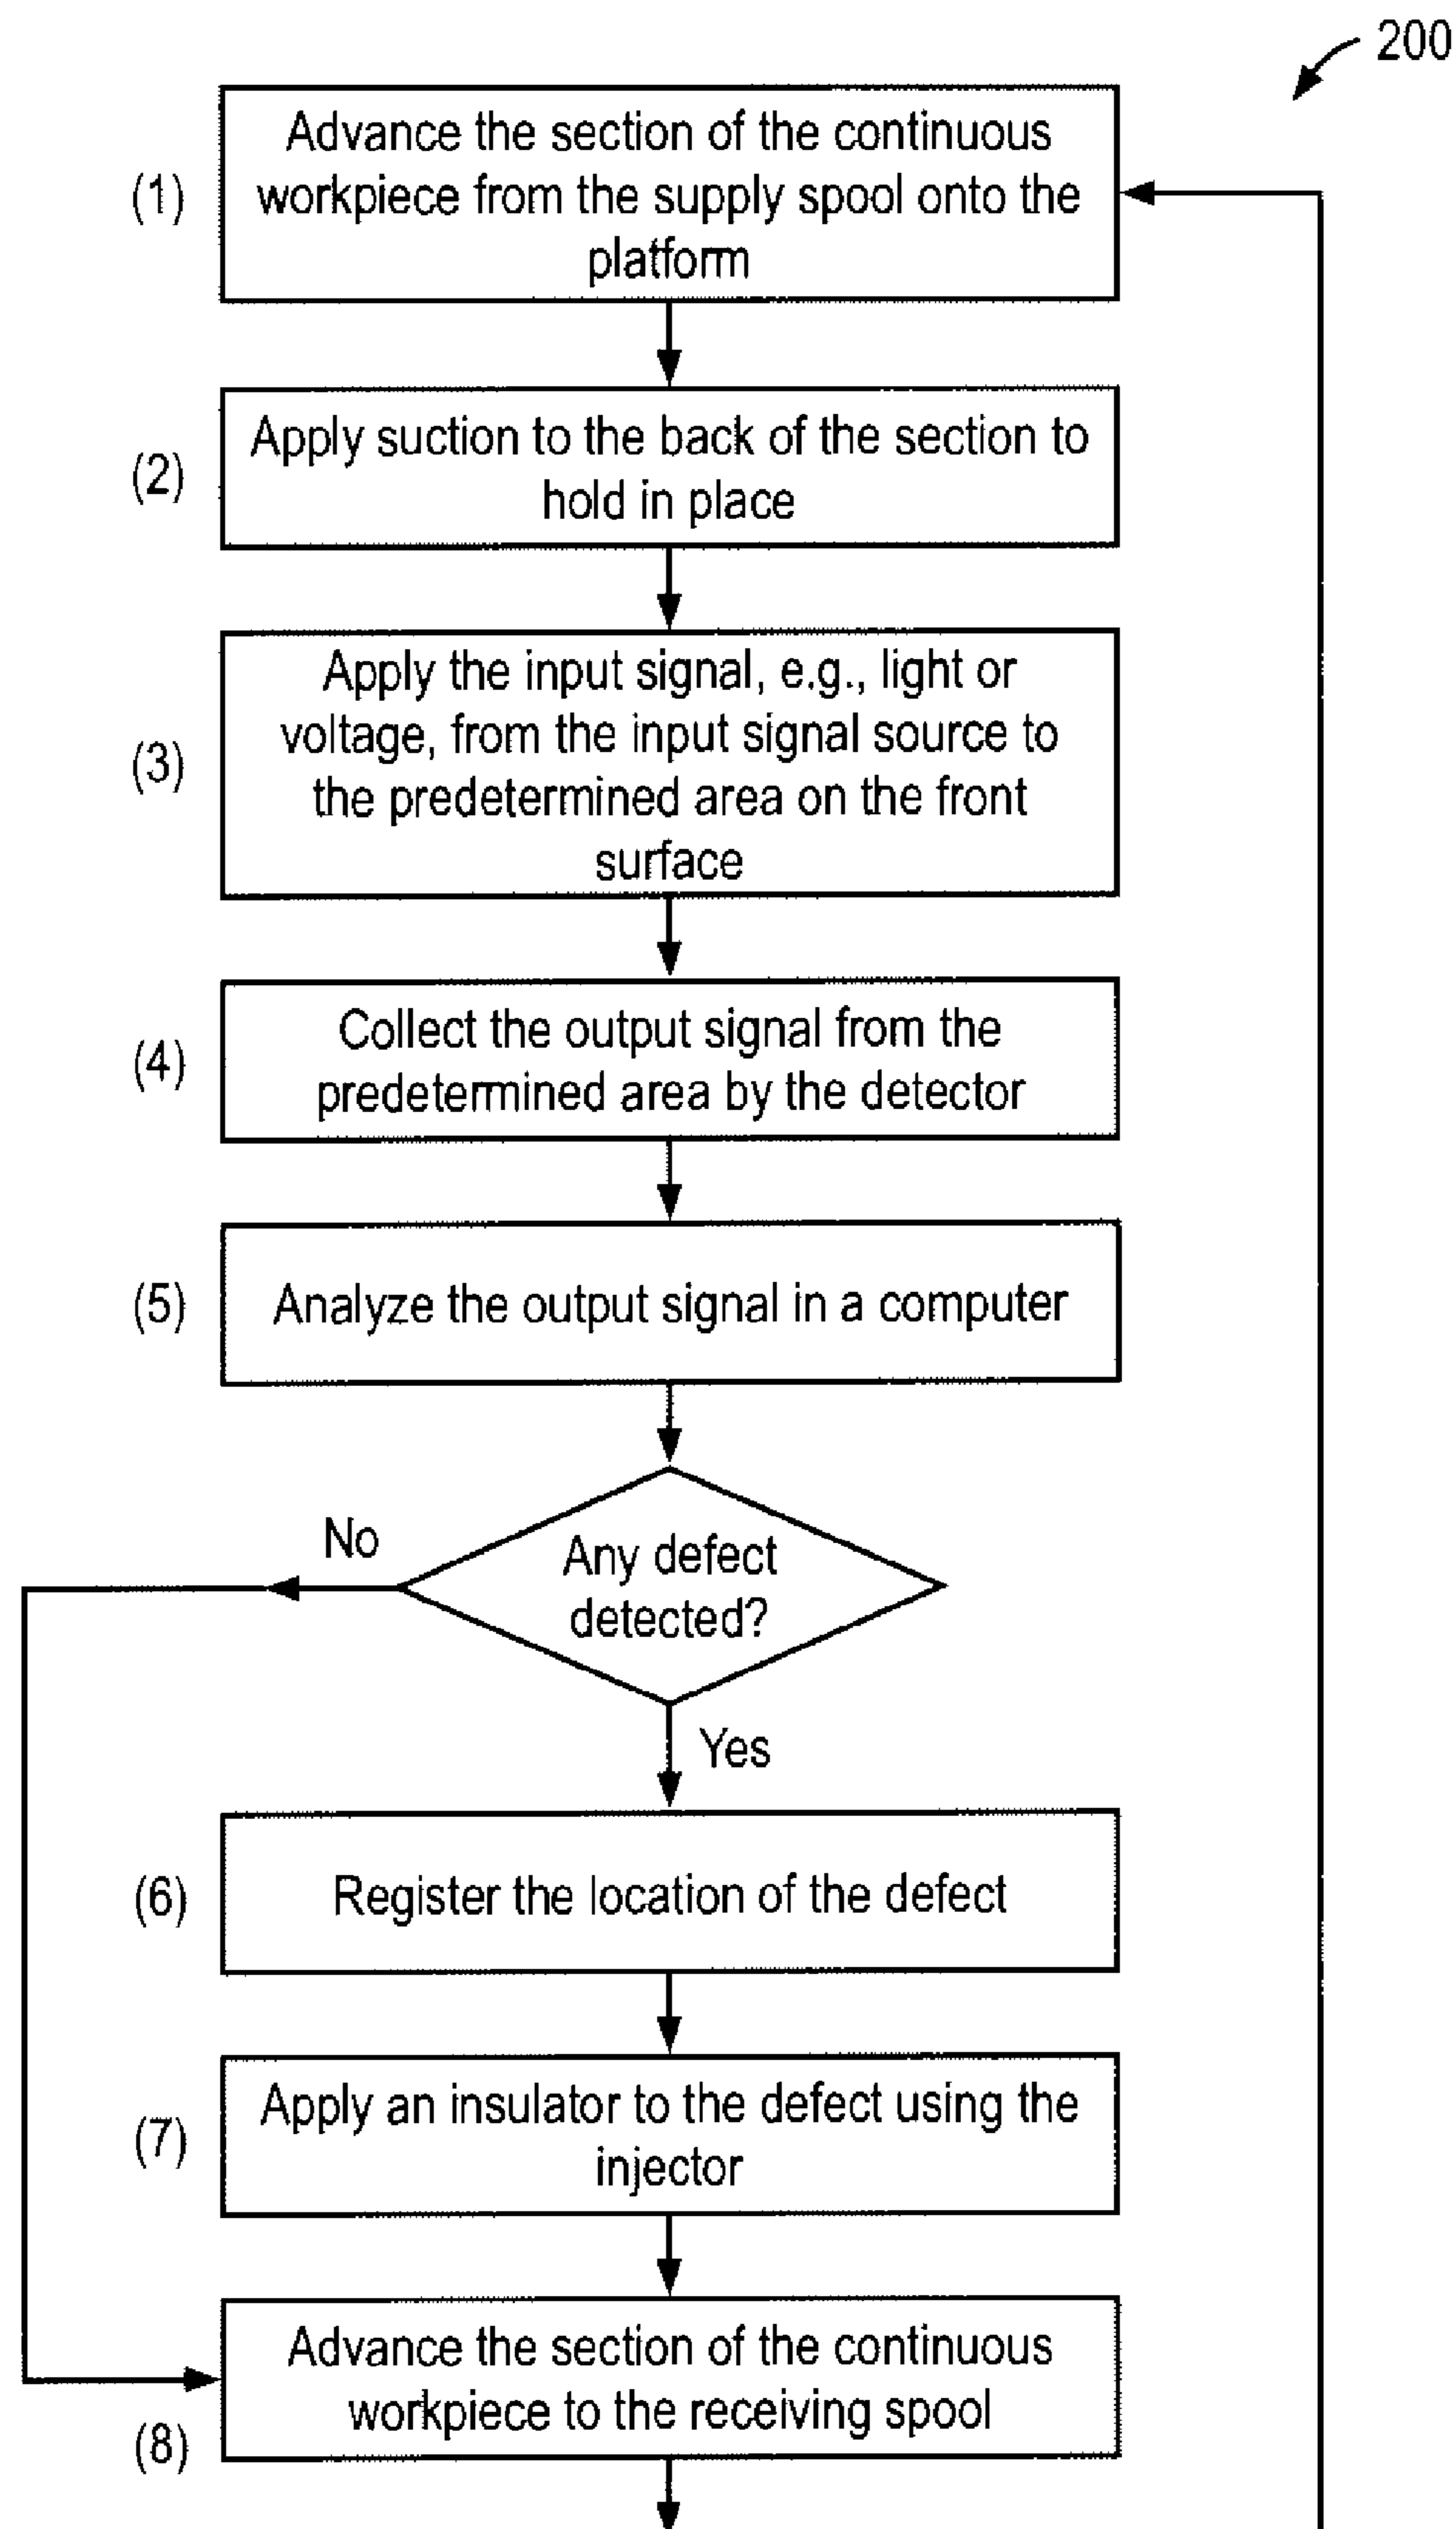 200
(1)
Advance the section of the continuous
workpiece from the supply spool onto the
platform
(2)
Apply suction to the back of the section to
hold in place
(3)
Apply the input signal, e.g., light or
voltage, from the input signal source to
the predetermined area on the front
surface
(4)
Collect the output signal from the
predetermined area by the detector
(5)
Analyze the output signal in a computer
Any defect
detected?
No
Yes
(6)
Register the location of the defect
(7)
Apply an insulator to the defect using the
injector
(8)
Advance the section of the continuous
workpiece to the receiving spool